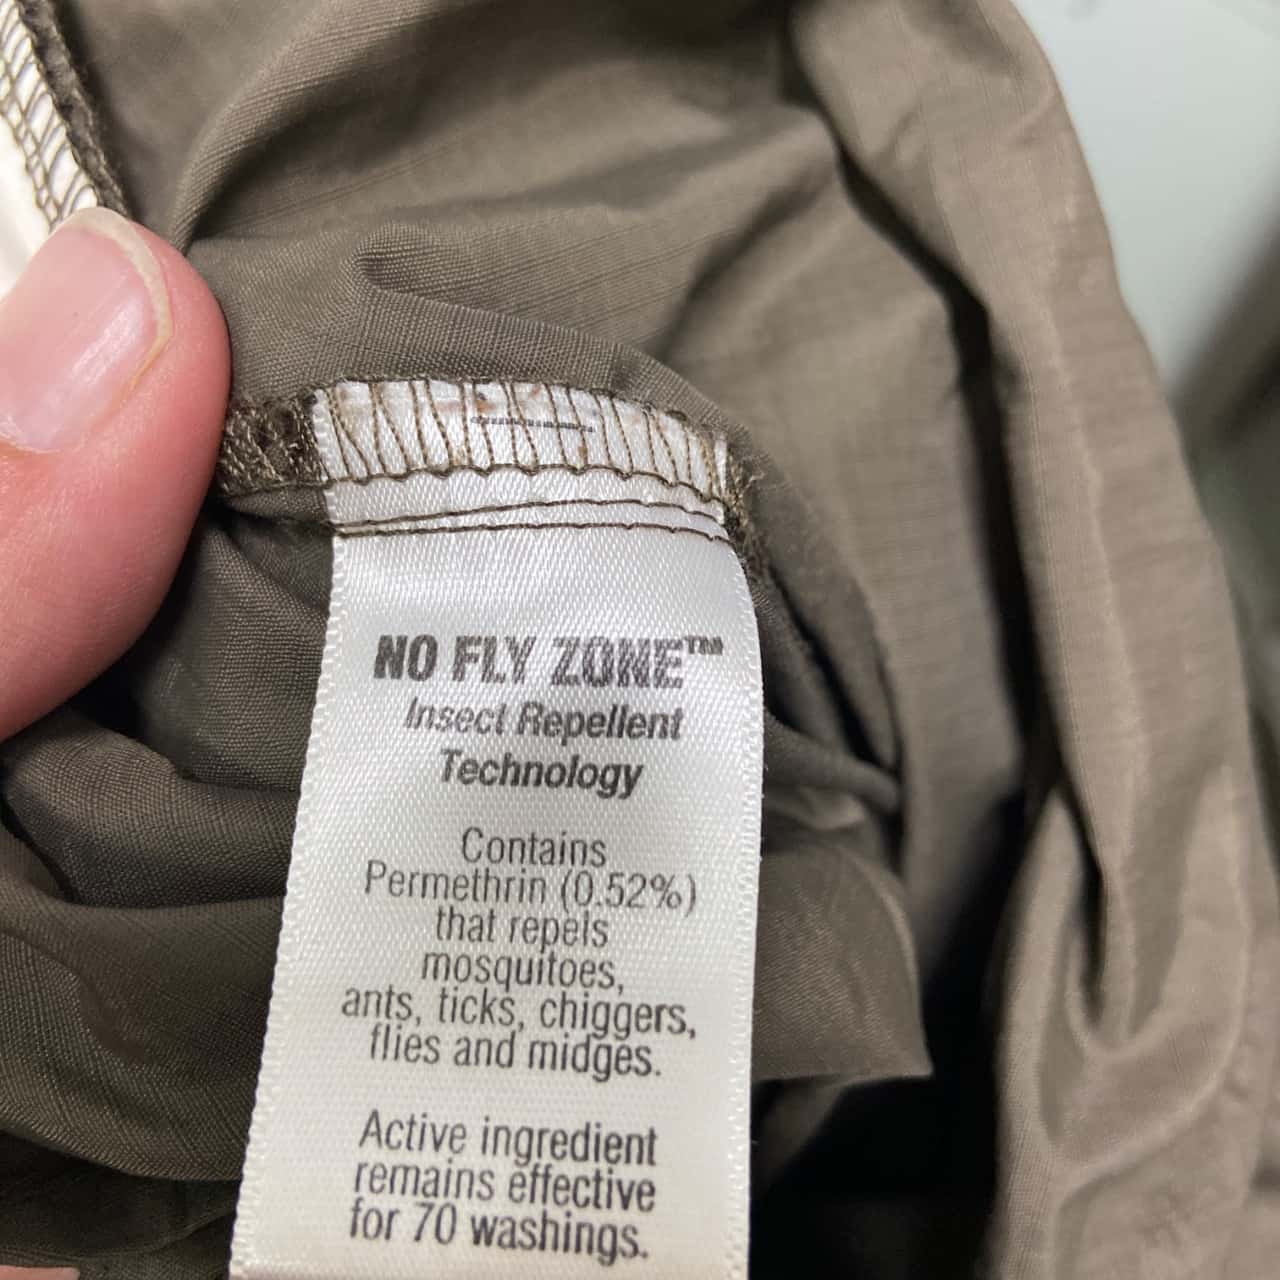 NO FLY ZONE™
Insect Repellent
Technology
Contains
Permethrin (0.52%)
that repels
mosquitoes,
ants, ticks, chiggers,
flies and midges.
Active ingredient
remains effective
for 70 washings.